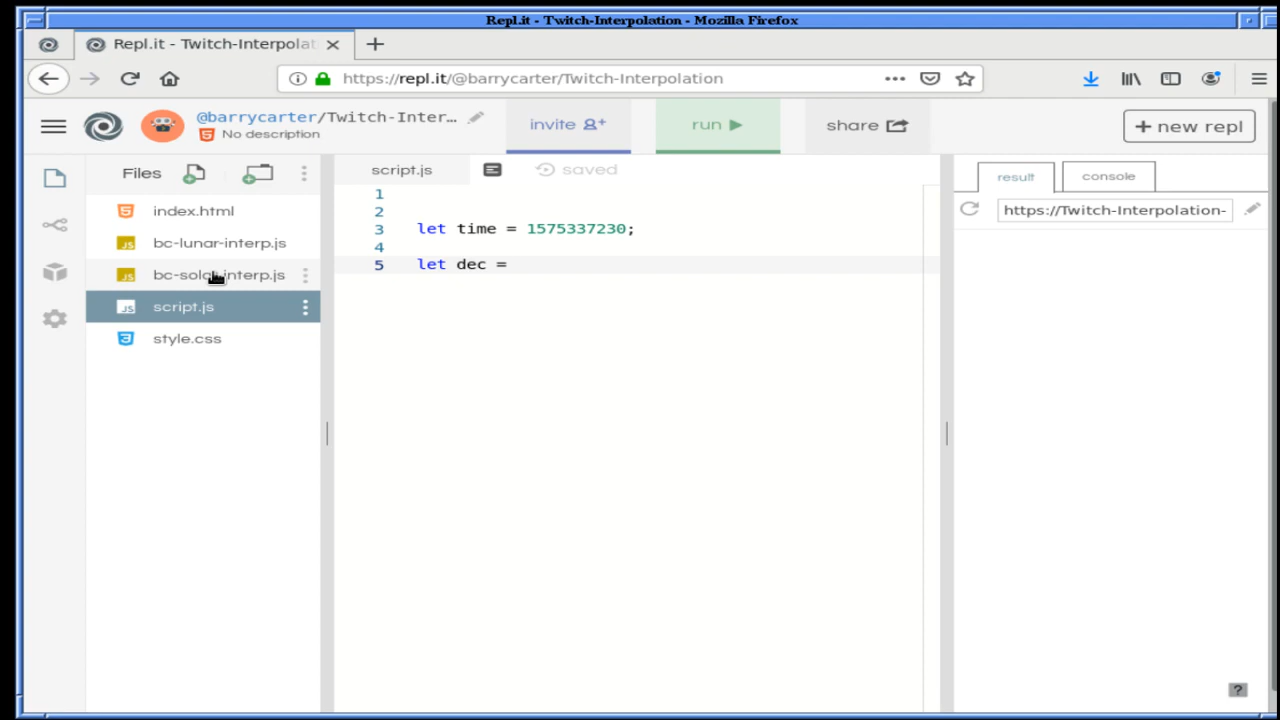 Repl.it - Twitch-Interpolation - Mozilla Firefox
Repl.it - Twitch-Interpolat
https://repl.it/@barrycarter/Twitch-Interpolation
@barrycarter/Twitch-Inter...
No description
invite
run
share
+ new repl
Files
index.html
bc-lunar-interp.js
bc-solar-interp.js
script.js
style.css
script.js
saved
1
2
3 let time = 1575337230;
4
5 let dec =
result
console
https://Twitch-Interpolation-
?